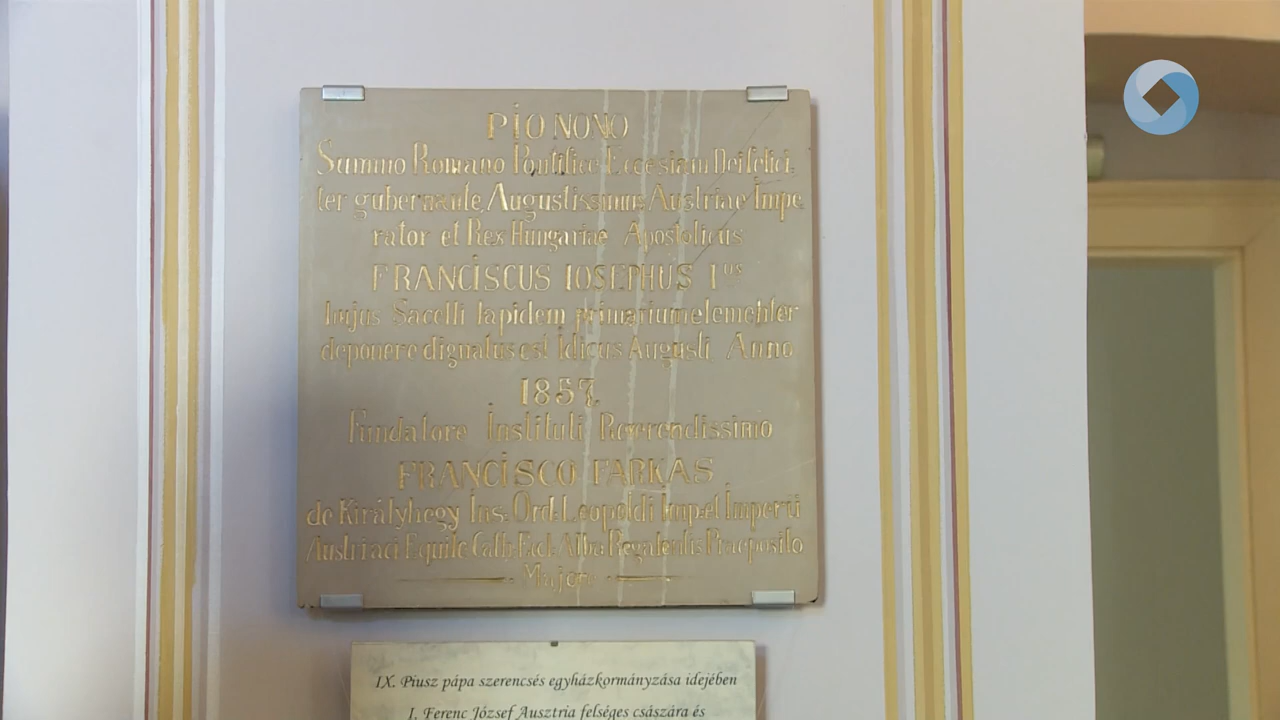 PIO NONO
Summo Romano Pontifice Eccesiam Dei felici
ter gubernante, Augustissimus Austriae Impe
rator et Rex Hungariae Apostolicus
FRANCISCUS IOSEPHUS I us
hujus Sacelli lapidem primarium
deponere dignatus est Idicus Augusti Anno
1857.
Fundatore Instituti Reverendissimo
FRANCISCO FARKAS
de Királyhegy Ins: Ord: Leopoldi Imp: et Imperii
Austriaci Equite Cath: Eccl: Alba Regalensis Praeposito
Majore
IX. Piusz pápa szerencsés egyházkormányzása idejében
I. Ferenc József Ausztria felséges császára és